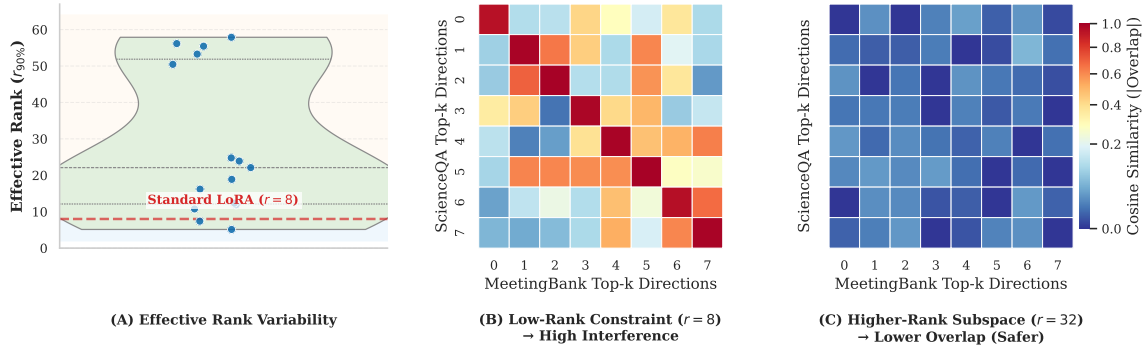 Effective Rank (r90%)
60
50
40
30
20
10
0
Standard LoRA (r = 8)
(A) Effective Rank Variability
ScienceQA Top-k Directions
0
1
2
3
4
5
6
7
0 1 2 3 4 5 6 7
MeetingBank Top-k Directions
(B) Low-Rank Constraint (r = 8)
→ High Interference
ScienceQA Top-k Directions
0 1 2 3 4 5 6 7
MeetingBank Top-k Directions
(C) Higher-Rank Subspace (r = 32)
→ Lower Overlap (Safer)
1.0
0.8
0.6
0.4
0.2
0.0
Cosine Similarity (|Overlap|)